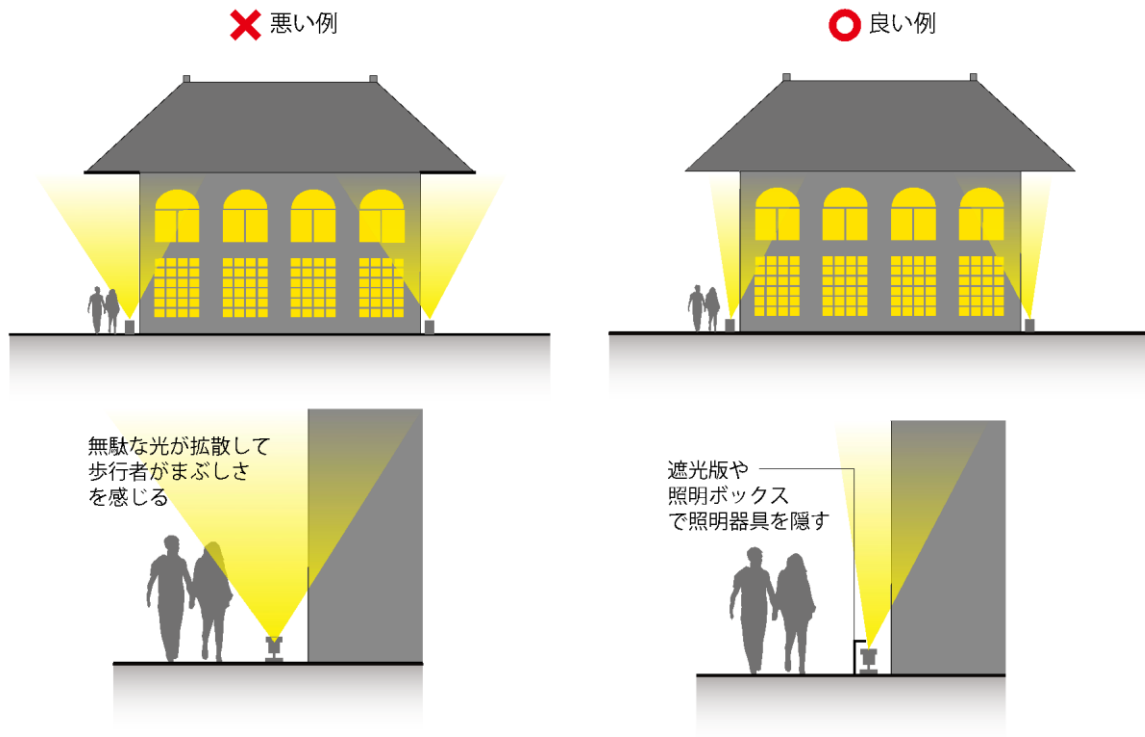 悪い例
良い例
無駄な光が拡散して
歩行者がまぶしさ
を感じる
遮光版や
照明ボックス
で照明器具を隠す